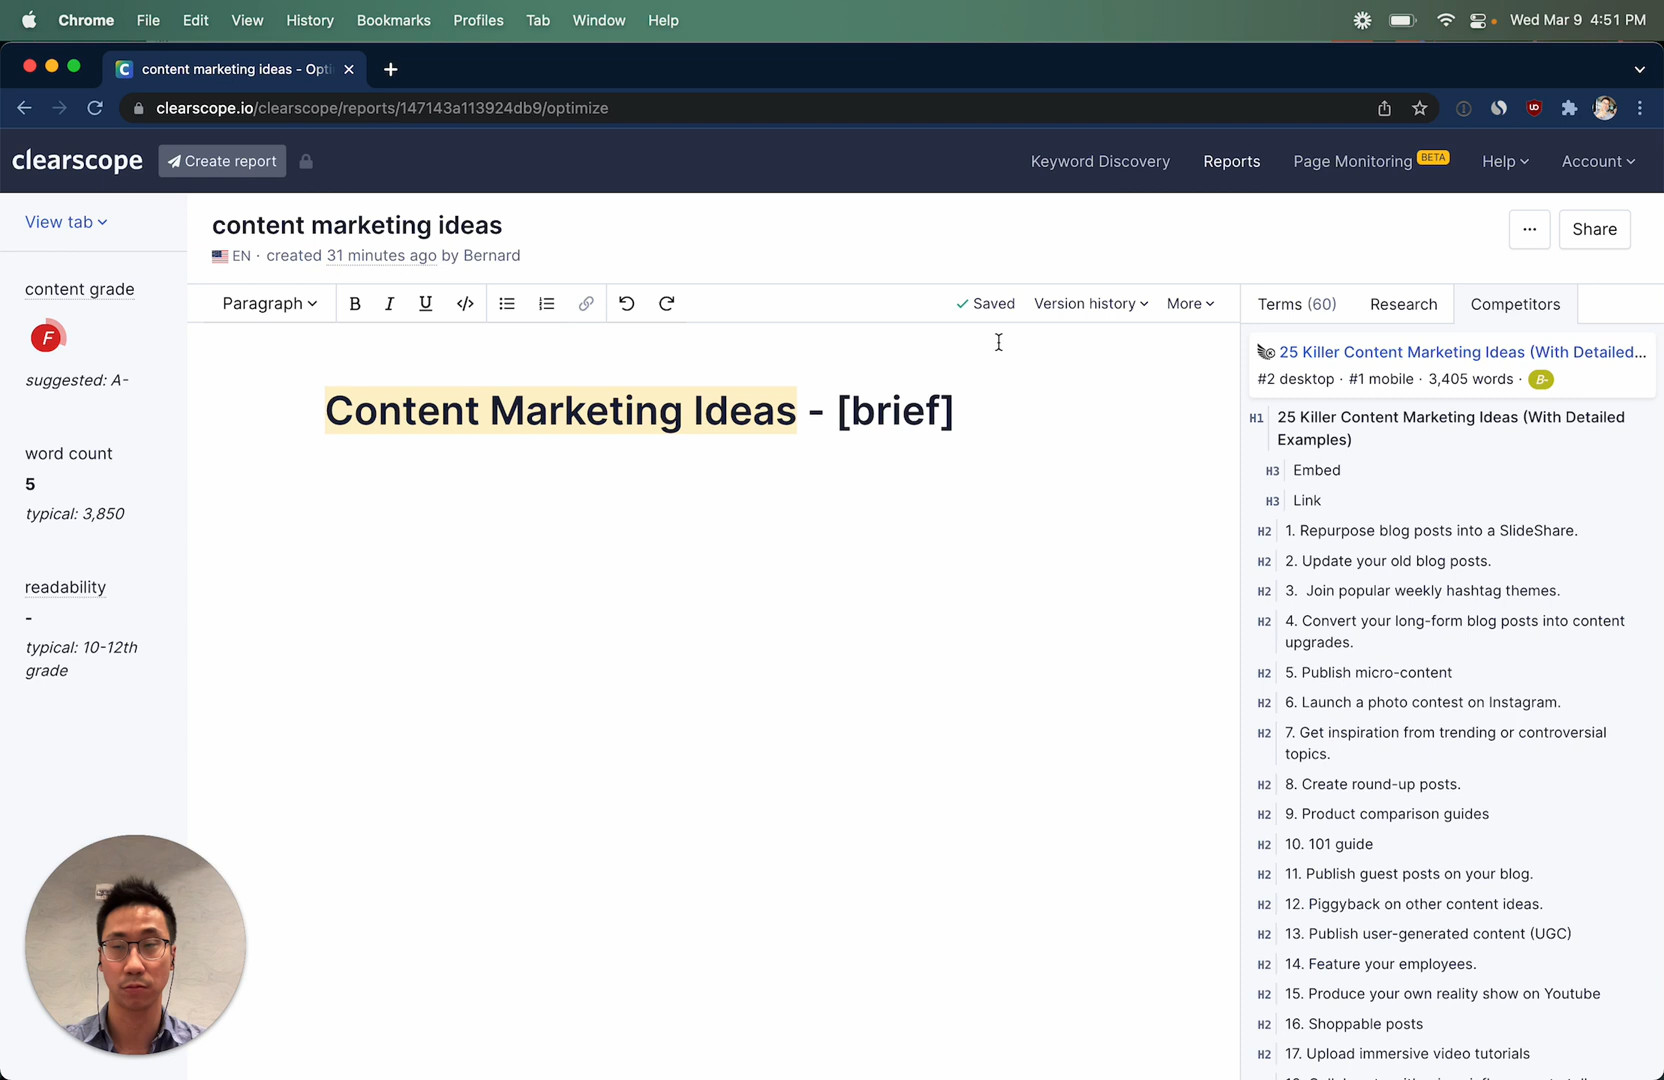 Chrome File Edit View History Bookmarks Profiles Tab Window Help Wed Mar 9 4:51 PM
content marketing ideas - Opti
clearscope.io/clearscope/reports/147143a113924db9/optimize
clearscope Create report Keyword Discovery Reports Page Monitoring BETA Help Account
View tab
content marketing ideas
EN · created 31 minutes ago by Bernard
... Share
content grade
F
suggested: A-
word count
5
typical: 3,850
readability
-
typical: 10-12th
grade
Paragraph B I U </> Saved Version history More
Content Marketing Ideas - [brief]
Terms (60) Research Competitors
25 Killer Content Marketing Ideas (With Detailed...
#2 desktop · #1 mobile · 3,405 words · B-
H1 25 Killer Content Marketing Ideas (With Detailed
Examples)
H3 Embed
H3 Link
H2 1. Repurpose blog posts into a SlideShare.
H2 2. Update your old blog posts.
H2 3. Join popular weekly hashtag themes.
H2 4. Convert your long-form blog posts into content
upgrades.
H2 5. Publish micro-content
H2 6. Launch a photo contest on Instagram.
H2 7. Get inspiration from trending or controversial
topics.
H2 8. Create round-up posts.
H2 9. Product comparison guides
H2 10. 101 guide
H2 11. Publish guest posts on your blog.
H2 12. Piggyback on other content ideas.
H2 13. Publish user-generated content (UGC)
H2 14. Feature your employees.
H2 15. Produce your own reality show on Youtube
H2 16. Shoppable posts
H2 17. Upload immersive video tutorials